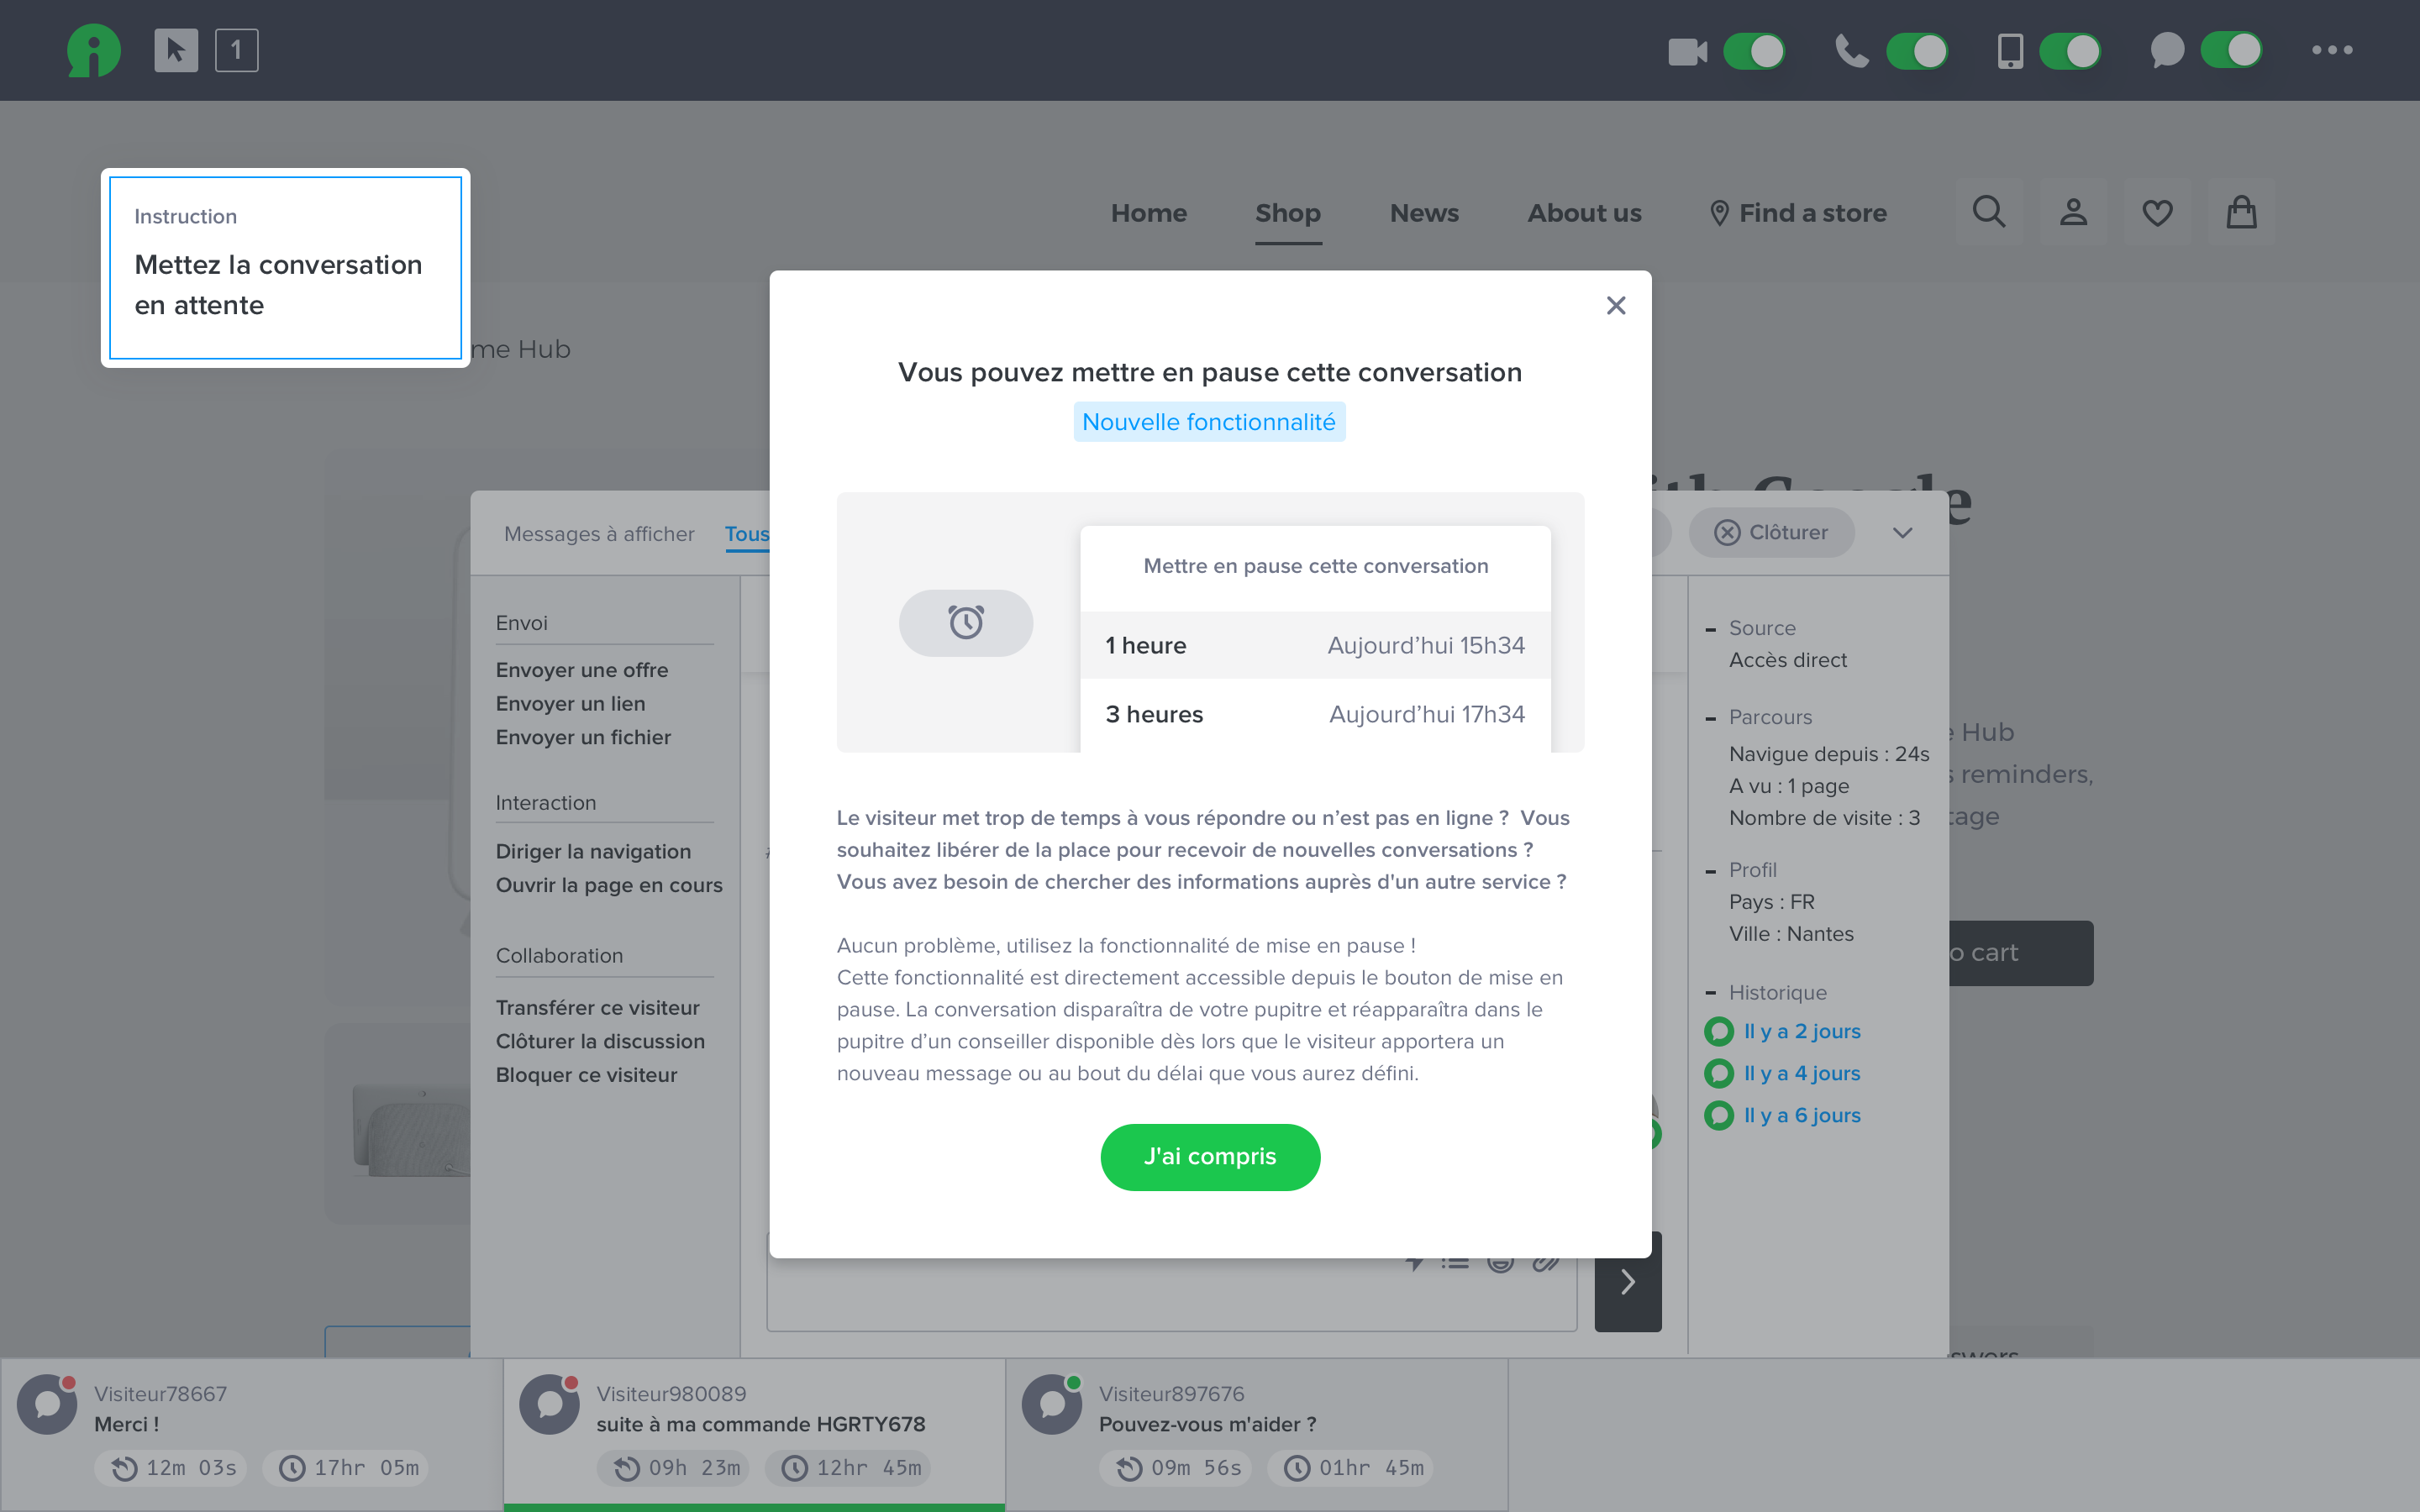 1
Instruction
Mettez la conversation
en attente
Home
Shop
News
About us
Find a store
me Hub
Vous pouvez mettre en pause cette conversation
Nouvelle fonctionnalité
Messages à afficher
Tous
Clôturer
Mettre en pause cette conversation
1 heure
Aujourd’hui 15h34
3 heures
Aujourd’hui 17h34
Envoi
Envoyer une offre
Envoyer un lien
Envoyer un fichier
Interaction
Diriger la navigation
Ouvrir la page en cours
Collaboration
Transférer ce visiteur
Clôturer la discussion
Bloquer ce visiteur
Le visiteur met trop de temps à vous répondre ou n’est pas en ligne ? Vous
souhaitez libérer de la place pour recevoir de nouvelles conversations ?
Vous avez besoin de chercher des informations auprès d'un autre service ?
Aucun problème, utilisez la fonctionnalité de mise en pause !
Cette fonctionnalité est directement accessible depuis le bouton de mise en
pause. La conversation disparaîtra de votre pupitre et réapparaîtra dans le
pupitre d’un conseiller disponible dès lors que le visiteur apportera un
nouveau message ou au bout du délai que vous aurez défini.
J'ai compris
Source
Accès direct
Parcours
Navigue depuis : 24s
A vu : 1 page
Nombre de visite : 3
Profil
Pays : FR
Ville : Nantes
Historique
Il y a 2 jours
Il y a 4 jours
Il y a 6 jours
Hub
reminders,
o cart
Visiteur78667
Merci !
12m 03s
17hr 05m
Visiteur980089
suite à ma commande HGRTY678
09h 23m
12hr 45m
Visiteur897676
Pouvez-vous m'aider ?
09m 56s
01hr 45m